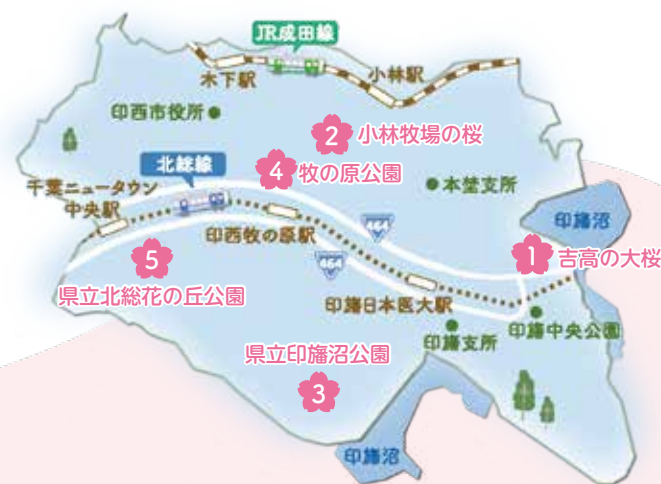 JR成田線
木下駅
小林駅
印西市役所
2 小林牧場の桜
北総線
4 牧の原公園
千葉ニュータウン
中央駅
本埜支所
印旛沼
印西牧の原駅
464
5
464
1 吉高の大桜
県立北総花の丘公園
印旛日本医大駅
印旛中央公園
印旛支所
県立印旛沼公園
3
印旛沼